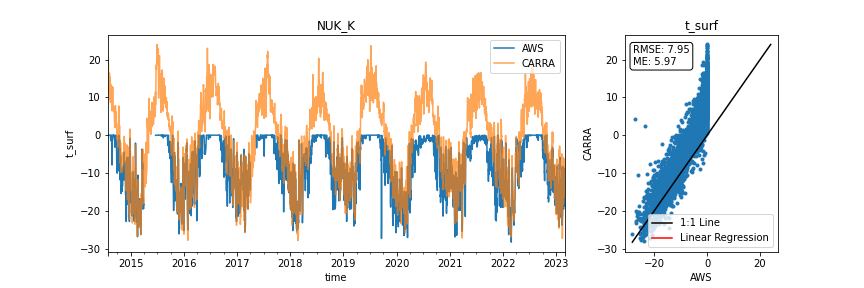 NUK_K
t_surf
20
10
0
−10
−20
−30
2015
2016
2017
2018
2019
2020
2021
2022
2023
time
AWS
CARRA
t_surf
RMSE: 7.95
ME: 5.97
CARRA
20
10
0
−10
−20
−30
−20
0
20
AWS
1:1 Line
Linear Regression